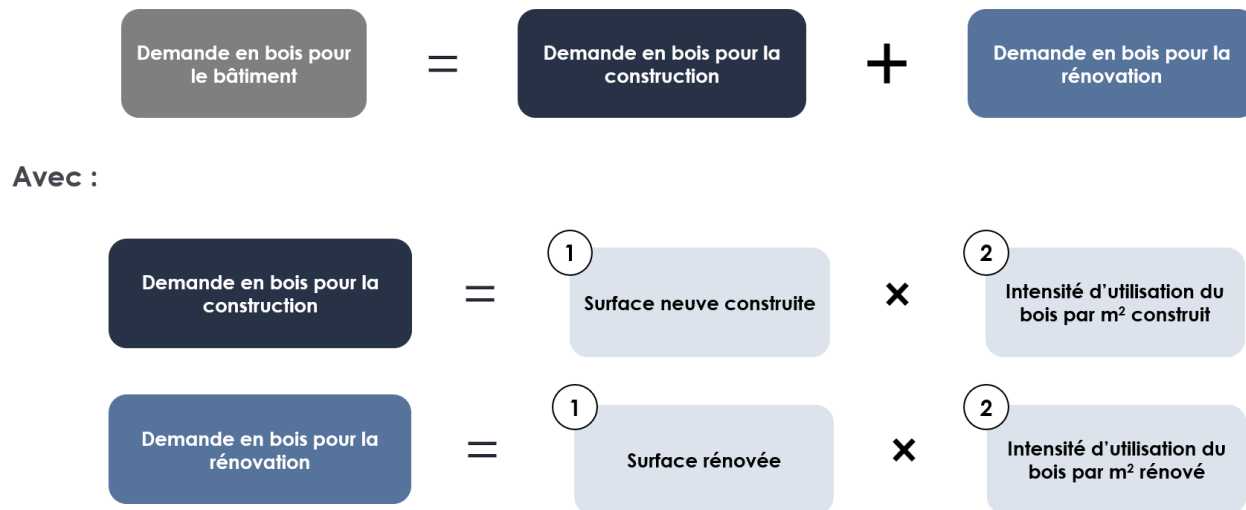 Demande en bois pour
le bâtiment
=
Demande en bois pour la
construction
+
Demande en bois pour la
rénovation
Avec :
Demande en bois pour la
construction
=
1
Surface neuve construite
×
2
Intensité d’utilisation du
bois par m² construit
Demande en bois pour la
rénovation
=
1
Surface rénovée
×
2
Intensité d’utilisation du
bois par m² rénové